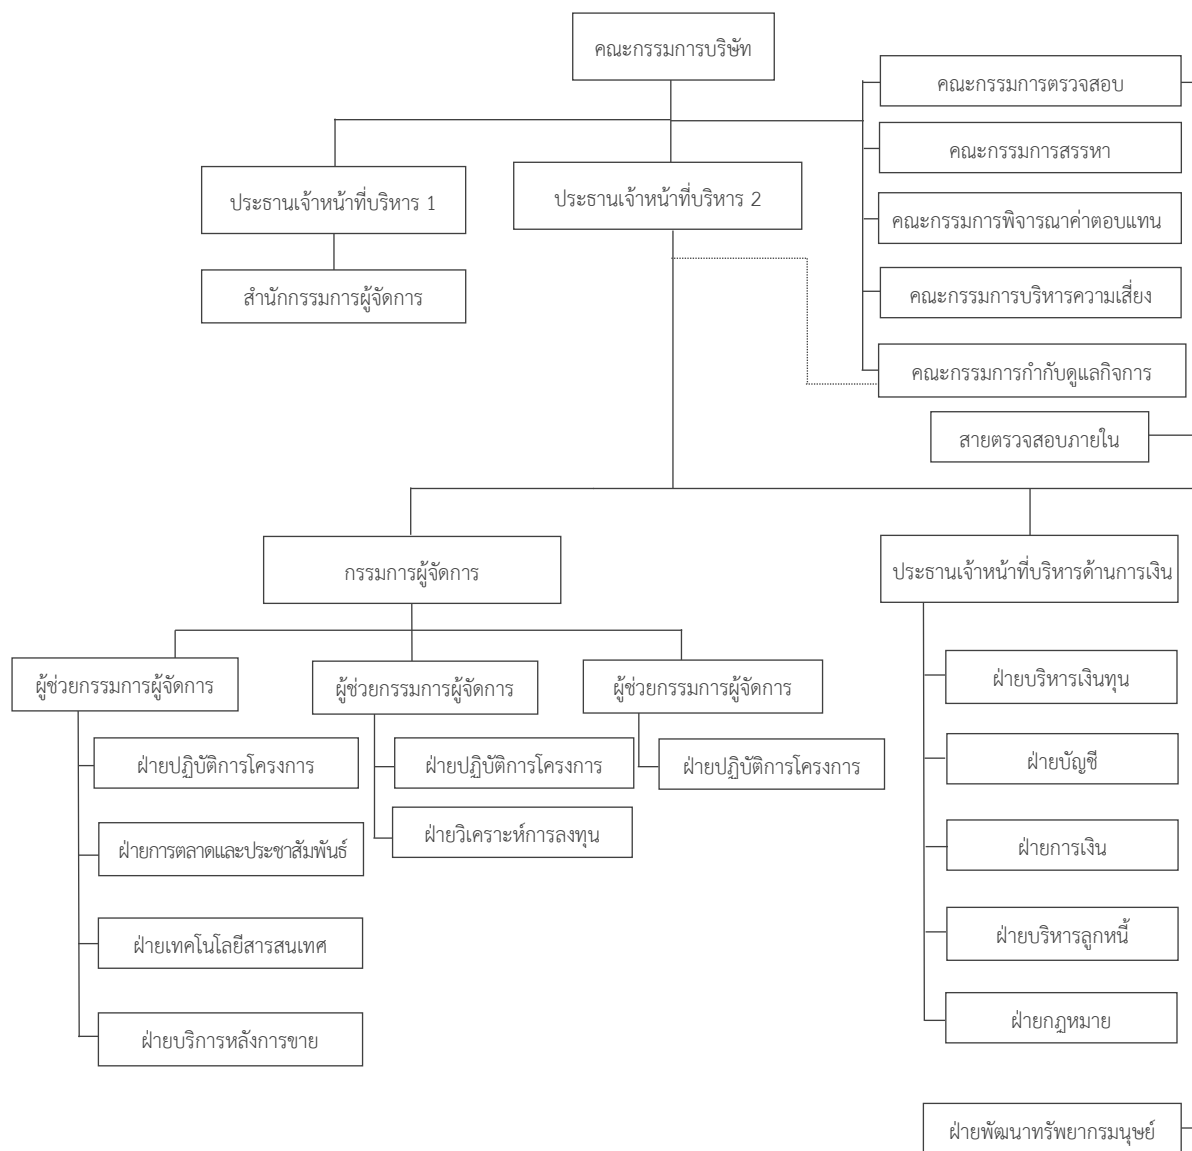 คณะกรรมการบริษัท
คณะกรรมการตรวจสอบ
คณะกรรมการสรรหา
ประธานเจ้าหน้าที่บริหาร 1
ประธานเจ้าหน้าที่บริหาร 2
คณะกรรมการพิจารณาค่าตอบแทน
สำนักกรรมการผู้จัดการ
คณะกรรมการบริหารความเสี่ยง
คณะกรรมการกำกับดูแลกิจการ
สายตรวจสอบภายใน
กรรมการผู้จัดการ
ประธานเจ้าหน้าที่บริหารด้านการเงิน
ผู้ช่วยกรรมการผู้จัดการ
ผู้ช่วยกรรมการผู้จัดการ
ผู้ช่วยกรรมการผู้จัดการ
ฝ่ายบริหารเงินทุน
ฝ่ายปฏิบัติการโครงการ
ฝ่ายปฏิบัติการโครงการ
ฝ่ายปฏิบัติการโครงการ
ฝ่ายบัญชี
ฝ่ายการตลาดและประชาสัมพันธ์
ฝ่ายวิเคราะห์การลงทุน
ฝ่ายการเงิน
ฝ่ายเทคโนโลยีสารสนเทศ
ฝ่ายบริหารลูกหนี้
ฝ่ายบริการหลังการขาย
ฝ่ายกฎหมาย
ฝ่ายพัฒนาทรัพยากรมนุษย์